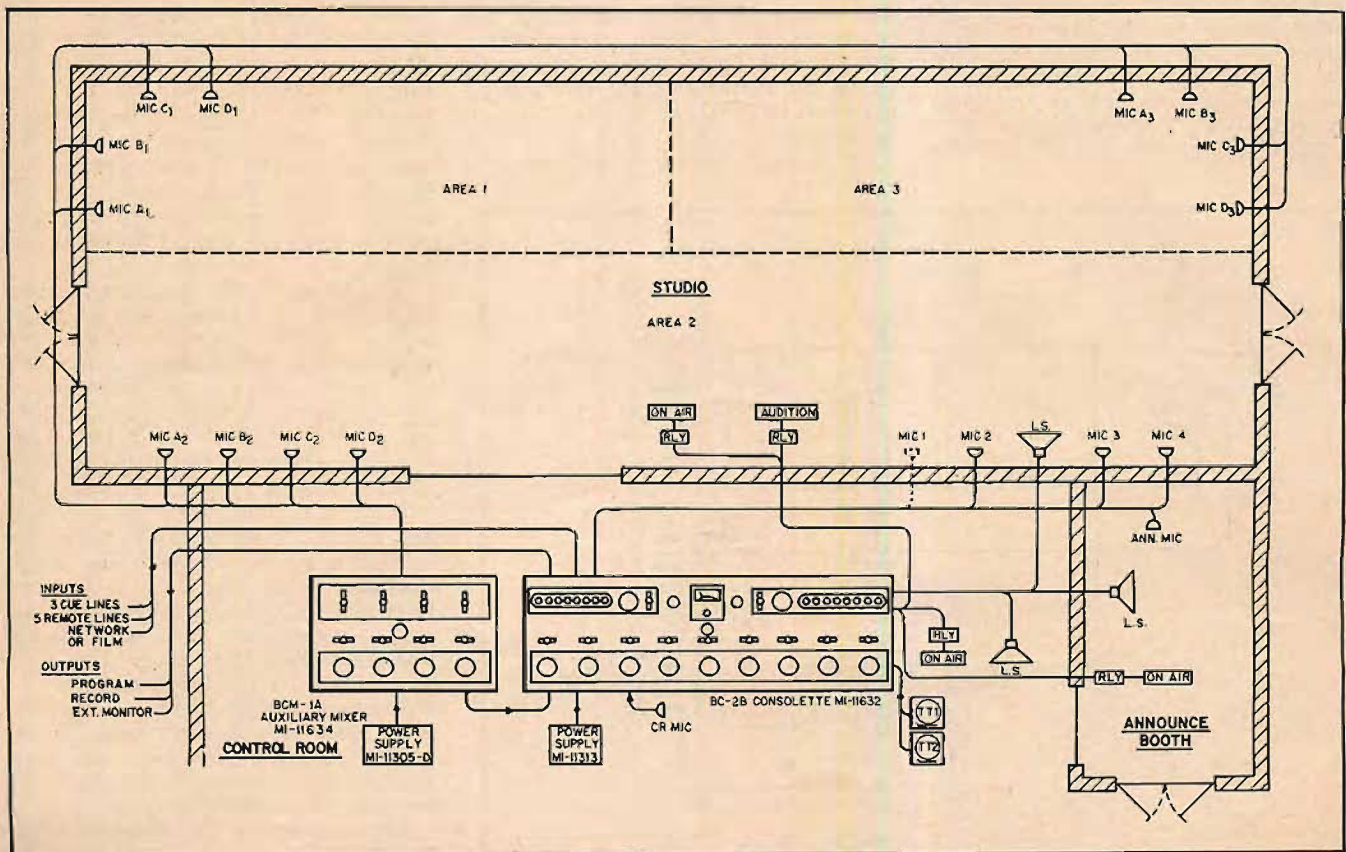 MIC C1
MIC D1
MIC A3
MIC B3
MIC B1
MIC C3
AREA 1
AREA 3
MIC A1
MIC D3
STUDIO
AREA 2
ON AIR
AUDITION
RLY
RLY
MIC A2
MIC B2
MIC C2
MIC D2
MIC 1
MIC 2
L.S.
MIC 3
MIC 4
ANN. MIC
INPUTS
3 CUE LINES
5 REMOTE LINES
NETWORK
OR FILM
OUTPUTS
PROGRAM
RECORD
EXT. MONITOR
BCM-1A
AUXILIARY MIXER
MI-11634
POWER
SUPPLY
MI-11305-D
CONTROL ROOM
POWER
SUPPLY
MI-11313
CR MIC
BC-2B CONSOLETTE MI-11632
RLY
ON AIR
L.S.
L.S.
RLY
ON AIR
TT1
TT2
ANNOUNCE
BOOTH